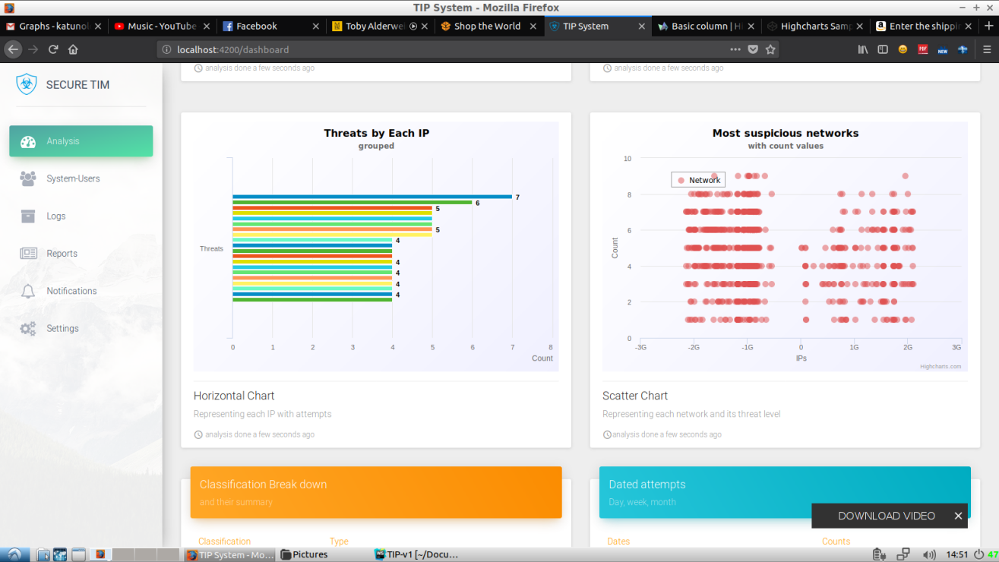 TIP System - Mozilla Firefox
Graphs - katunol
Music - YouTube
Facebook
Toby Alderwei
Shop the World
TIP System
Basic column | Hi
Highcharts Samp
Enter the shippin
localhost:4200/dashboard
PDF
NEW
SECURE TIM
Analysis
System-Users
Logs
Reports
Notifications
Settings
analysis done a few seconds ago
analysis done a few seconds ago
Threats by Each IP
grouped
7
6
5
5
4
4
4
4
4
Threats
0 1 2 3 4 5 6 7 8
Count
Horizontal Chart
Representing each IP with attempts
analysis done a few seconds ago
Most suspicious networks
with count values
Network
10
8
6
4
2
0
Count
-3G -2G -1G 0 1G 2G 3G
IPs
Highcharts.com
Scatter Chart
Representing each network and its threat level
analysis done a few seconds ago
Classification Break down
and their summary
Classification Type
Dated attempts
Day, week, month
Dates Counts
DOWNLOAD VIDEO
TIP System - Mo...
Pictures
WS
TIP-v1 [~/Docu...
14:51
47